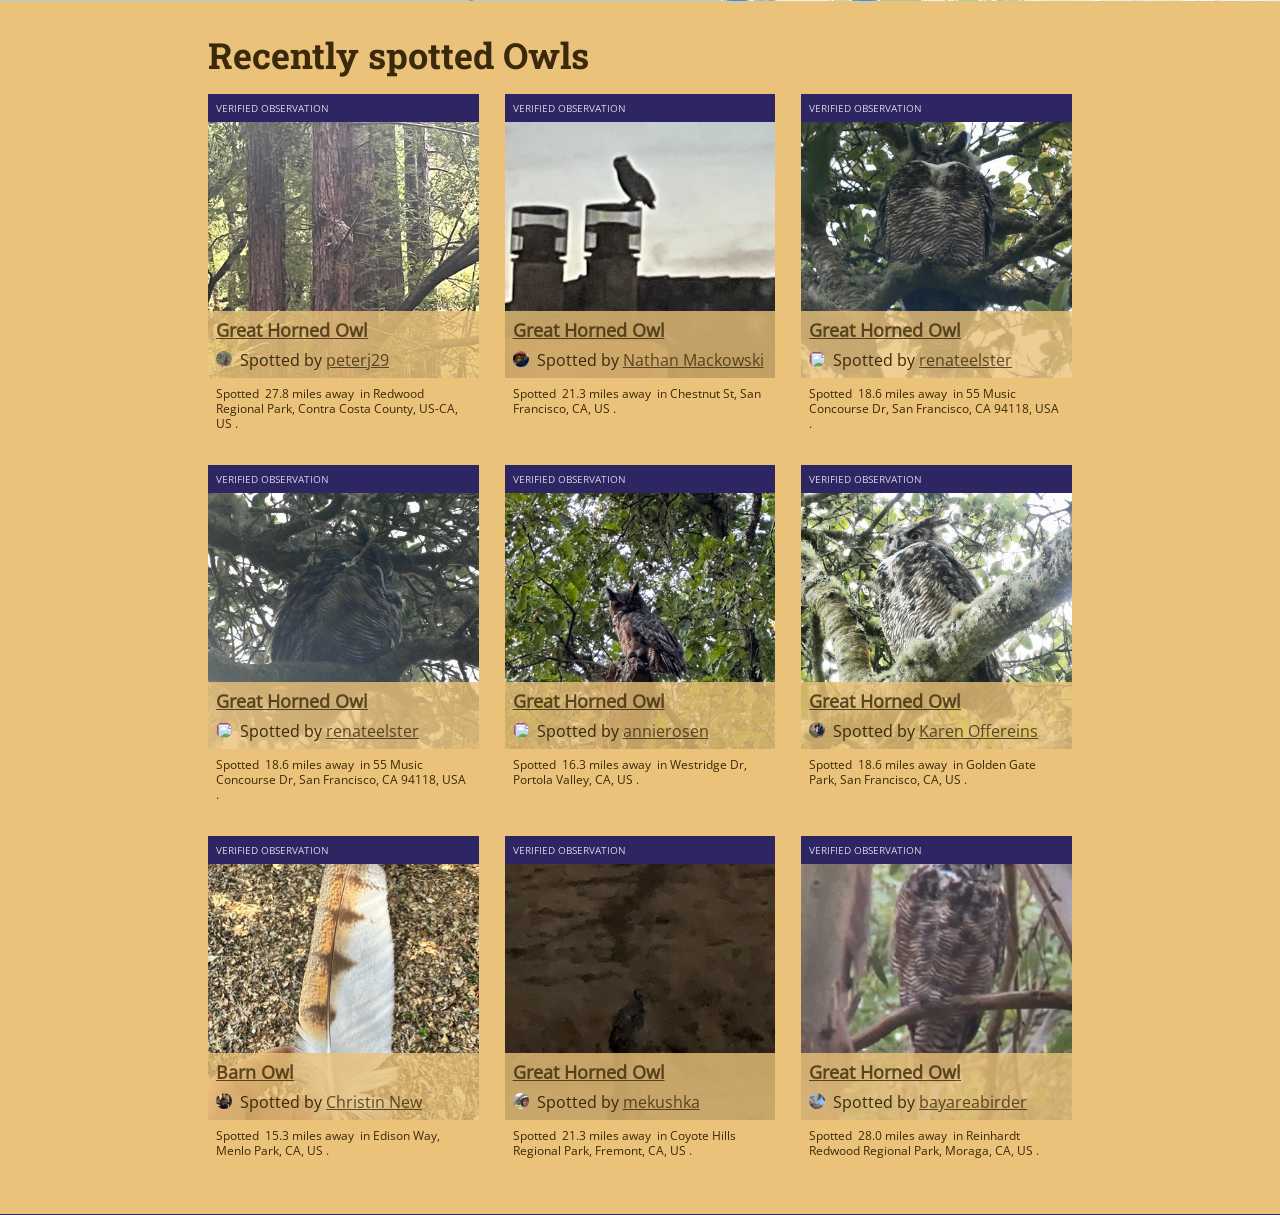 Recently spotted Owls
VERIFIED OBSERVATION
Great Horned Owl
Spotted by peterj29
Spotted 27.8 miles away in Redwood
Regional Park, Contra Costa County, US-CA,
US .
VERIFIED OBSERVATION
Great Horned Owl
Spotted by Nathan Mackowski
Spotted 21.3 miles away in Chestnut St, San
Francisco, CA, US .
VERIFIED OBSERVATION
Great Horned Owl
Spotted by renateelster
Spotted 18.6 miles away in 55 Music
Concourse Dr, San Francisco, CA 94118, USA
.
VERIFIED OBSERVATION
Great Horned Owl
Spotted by renateelster
Spotted 18.6 miles away in 55 Music
Concourse Dr, San Francisco, CA 94118, USA
.
VERIFIED OBSERVATION
Great Horned Owl
Spotted by annierosen
Spotted 16.3 miles away in Westridge Dr,
Portola Valley, CA, US .
VERIFIED OBSERVATION
Great Horned Owl
Spotted by Karen Offereins
Spotted 18.6 miles away in Golden Gate
Park, San Francisco, CA, US .
VERIFIED OBSERVATION
Barn Owl
Spotted by Christin New
Spotted 15.3 miles away in Edison Way,
Menlo Park, CA, US .
VERIFIED OBSERVATION
Great Horned Owl
Spotted by mekushka
Spotted 21.3 miles away in Coyote Hills
Regional Park, Fremont, CA, US .
VERIFIED OBSERVATION
Great Horned Owl
Spotted by bayareabirder
Spotted 28.0 miles away in Reinhardt
Redwood Regional Park, Moraga, CA, US .